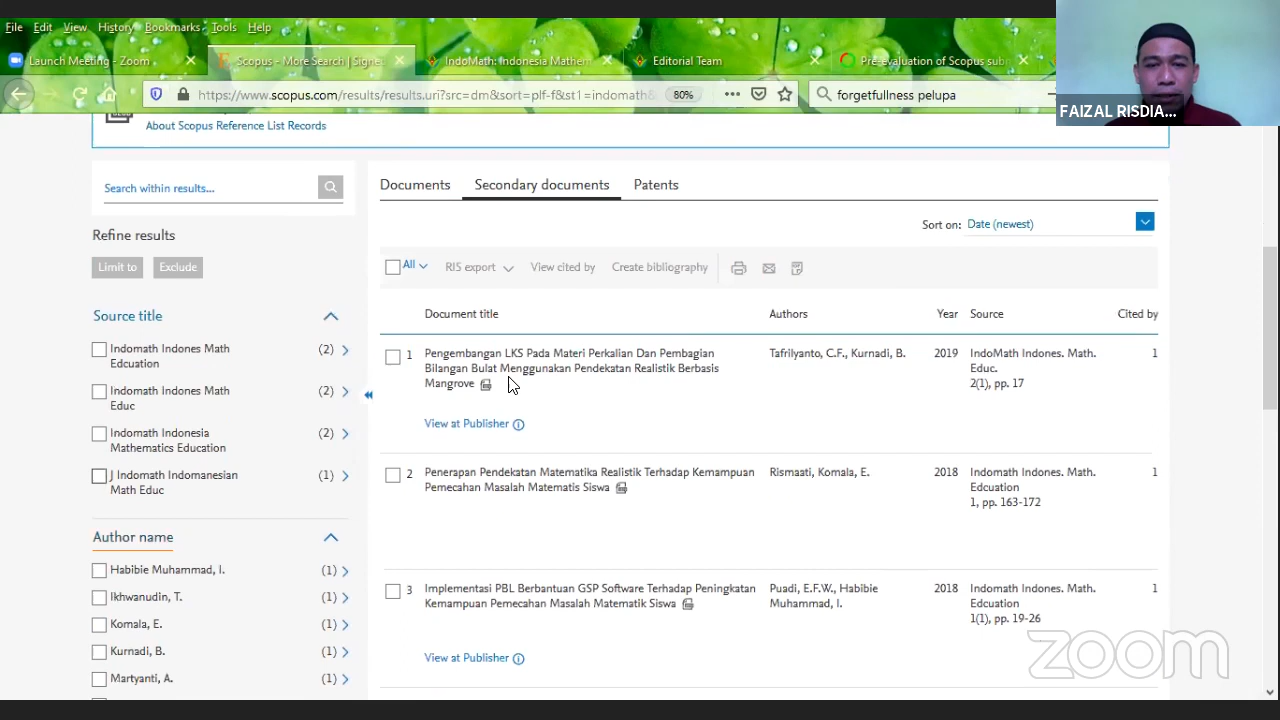 File Edit View History Bookmarks Tools Help
Launch Meeting - Zoom
Scopus - More Search | Signed
IndoMath: Indonesia Mathem
Editorial Team
Pre-evaluation of Scopus subm
https://www.scopus.com/results/results.uri?src=dm&sort=plf-f&st1=indomath&
80%
forgetfullness pelupa
FAIZAL RISDIA...
About Scopus Reference List Records
Search within results...
Refine results
Limit to Exclude
Source title
Indomath Indones Math
Edcuation
(2)
Indomath Indones Math
Educ
(2)
Indomath Indonesia
Mathematics Education
(2)
J Indomath Indomanesian
Math Educ
(1)
Author name
Habibie Muhammad, I. (1)
Ikhwanudin, T. (1)
Komala, E. (1)
Kurnadi, B. (1)
Martyanti, A. (1)
Documents Secondary documents Patents
Sort on: Date (newest)
All RIS export View cited by Create bibliography
Document title Authors Year Source Cited by
1
Pengembangan LKS Pada Materi Perkalian Dan Pembagian
Bilangan Bulat Menggunakan Pendekatan Realistik Berbasis
Mangrove
Tafrilyanto, C.F., Kurnadi, B.
2019
IndoMath Indones. Math.
Educ.
2(1), pp. 17
1
View at Publisher
2
Penerapan Pendekatan Matematika Realistik Terhadap Kemampuan
Pemecahan Masalah Matematis Siswa
Rismaati, Komala, E.
2018
Indomath Indones. Math.
Edcuation
1, pp. 163-172
1
3
Implementasi PBL Berbantuan GSP Software Terhadap Peningkatan
Kemampuan Pemecahan Masalah Matematik Siswa
Puadi, E.F.W., Habibie
Muhammad, I.
2018
Indomath Indones. Math.
Edcuation
1(1), pp. 19-26
1
View at Publisher
zoom